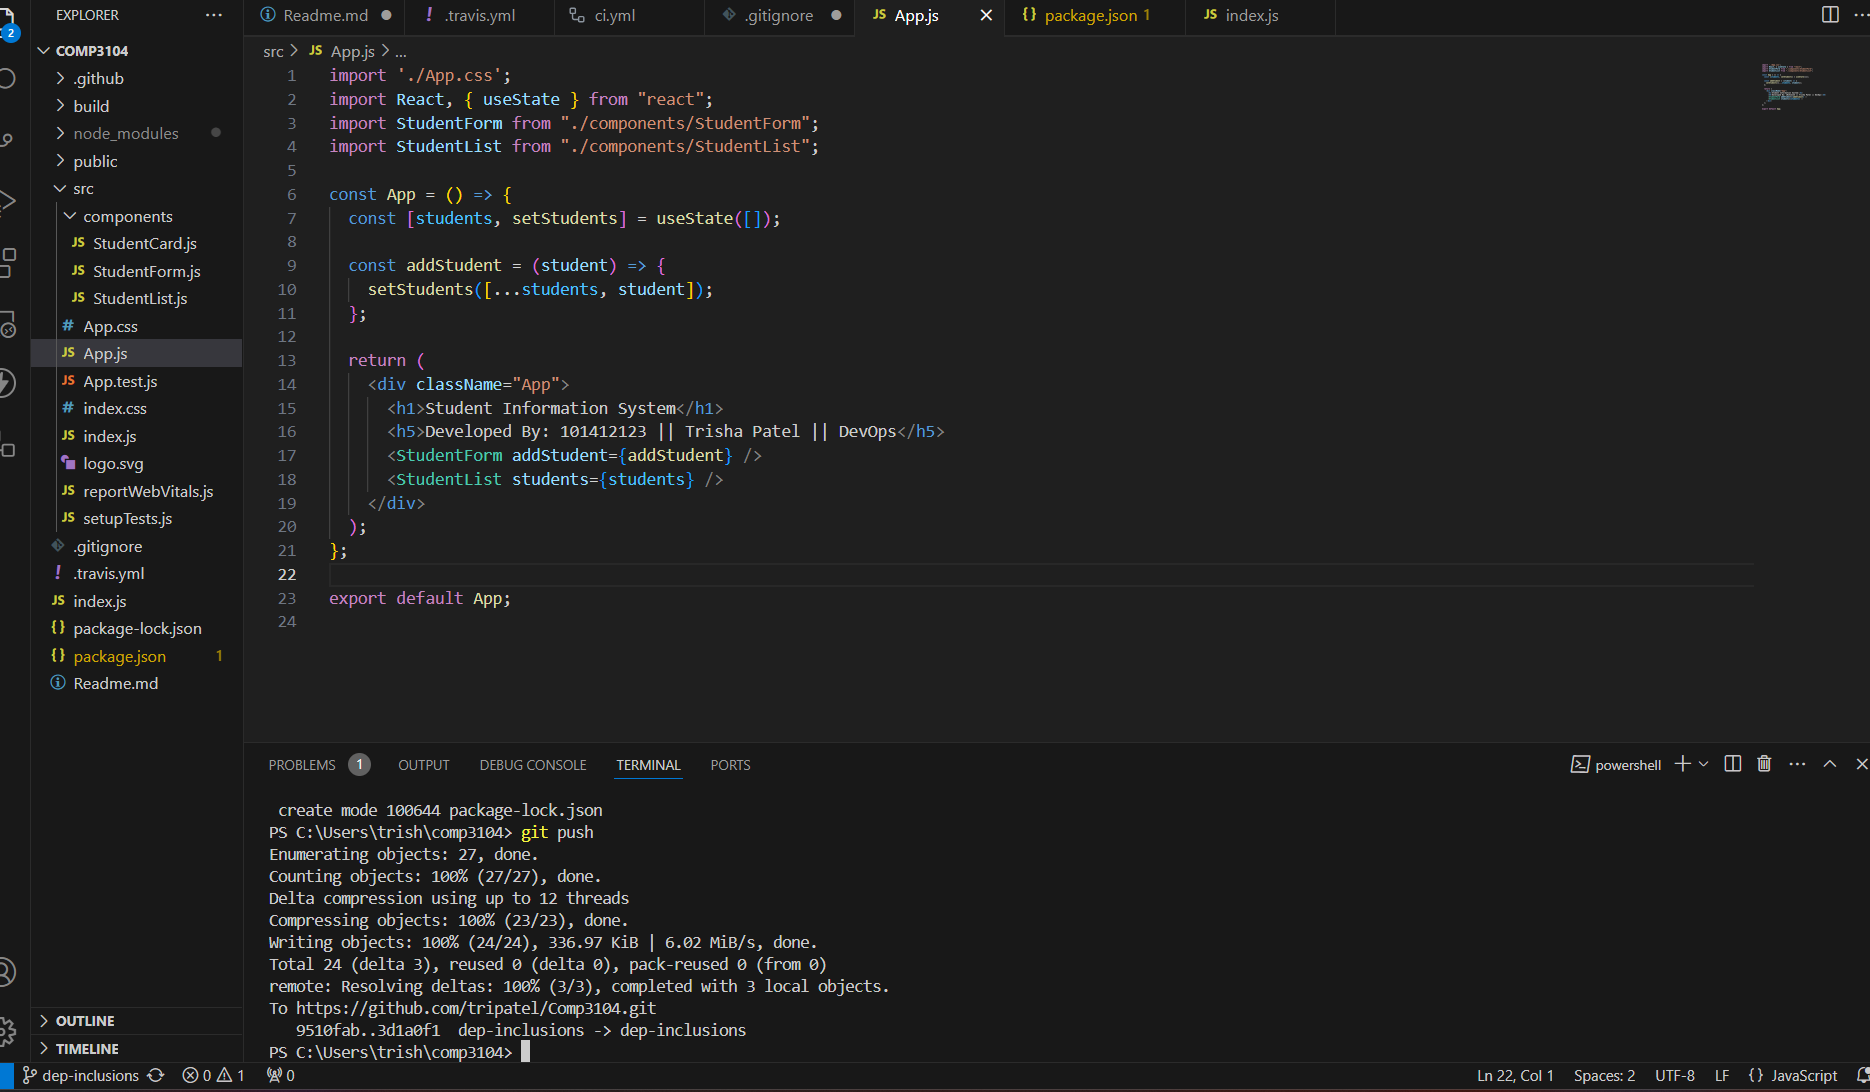 EXPLORER
Readme.md
.travis.yml
ci.yml
.gitignore
JS App.js
{} package.json 1
JS index.js
2
COMP3104
.github
build
node_modules
public
src
components
JS StudentCard.js
JS StudentForm.js
JS StudentList.js
# App.css
JS App.js
JS App.test.js
# index.css
JS index.js
logo.svg
JS reportWebVitals.js
JS setupTests.js
.gitignore
! .travis.yml
JS index.js
{} package-lock.json
{} package.json 1
Readme.md
OUTLINE
TIMELINE
src > JS App.js > ...
1 import './App.css';
2 import React, { useState } from "react";
3 import StudentForm from "./components/StudentForm";
4 import StudentList from "./components/StudentList";
5
6 const App = () => {
7 const [students, setStudents] = useState([]);
8
9 const addStudent = (student) => {
10 setStudents([...students, student]);
11 };
12
13 return (
14 <div className="App">
15 <h1>Student Information System</h1>
16 <h5>Developed By: 101412123 || Trisha Patel || DevOps</h5>
17 <StudentForm addStudent={addStudent} />
18 <StudentList students={students} />
19 </div>
20 );
21 };
22
23 export default App;
24
PROBLEMS 1 OUTPUT DEBUG CONSOLE TERMINAL PORTS
powershell
create mode 100644 package-lock.json
PS C:\Users\trish\comp3104> git push
Enumerating objects: 27, done.
Counting objects: 100% (27/27), done.
Delta compression using up to 12 threads
Compressing objects: 100% (23/23), done.
Writing objects: 100% (24/24), 336.97 KiB | 6.02 MiB/s, done.
Total 24 (delta 3), reused 0 (delta 0), pack-reused 0 (from 0)
remote: Resolving deltas: 100% (3/3), completed with 3 local objects.
To https://github.com/tripatel/Comp3104.git
9510fab..3d1a0f1 dep-inclusions -> dep-inclusions
PS C:\Users\trish\comp3104>
dep-inclusions 0 1 0
Ln 22, Col 1 Spaces: 2 UTF-8 LF {} JavaScript